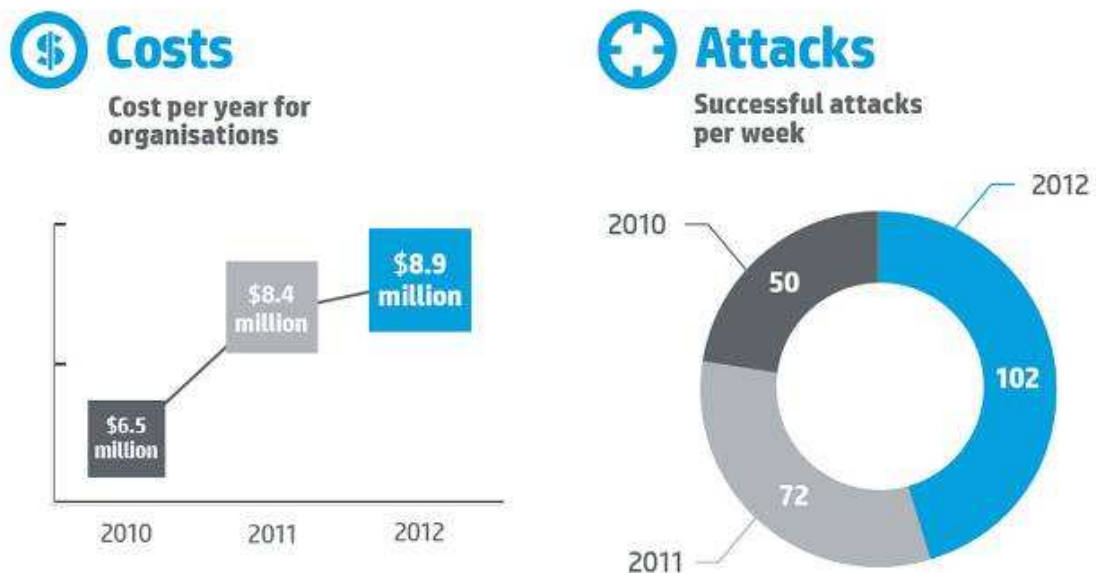 Costs
Cost per year for
organisations
$6.5
million
$8.4
million
$8.9
million
2010
2011
2012
Attacks
Successful attacks
per week
2012
2010
50
102
72
2011